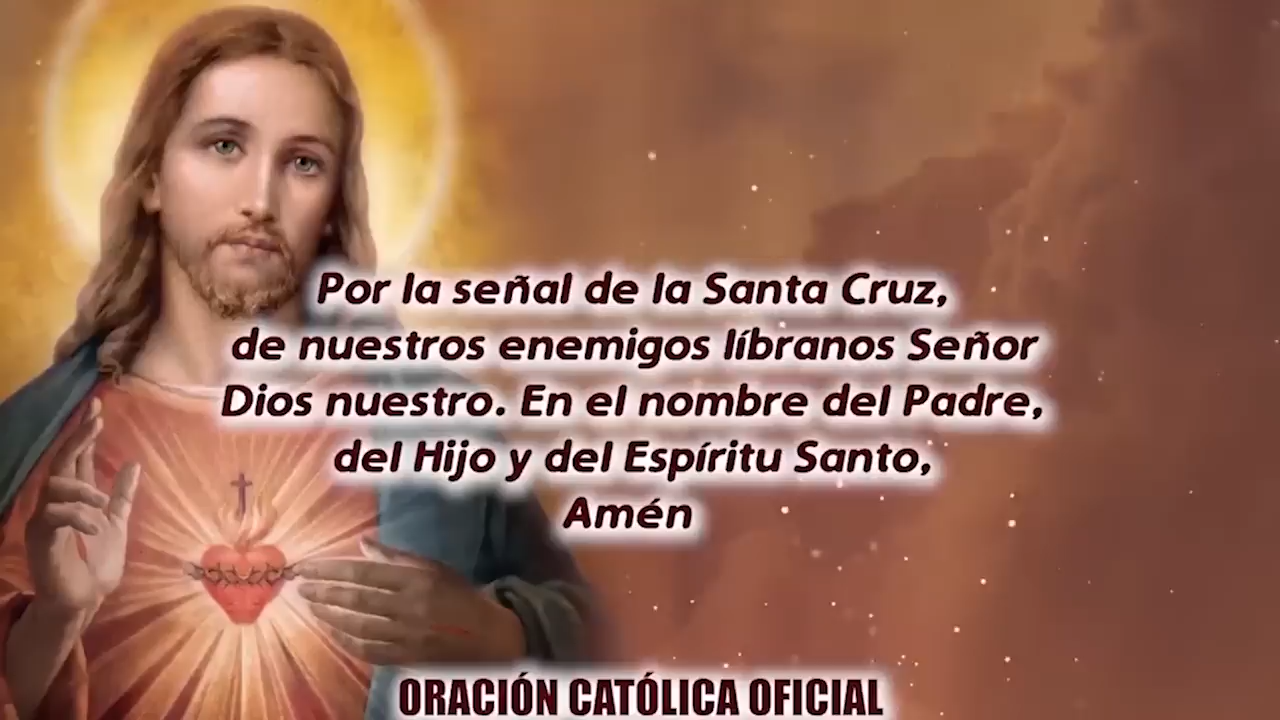 Por la señal de la Santa Cruz,
de nuestros enemigos líbranos Señor
Dios nuestro. En el nombre del Padre,
del Hijo y del Espíritu Santo,
Amén
ORACIÓN CATÓLICA OFICIAL